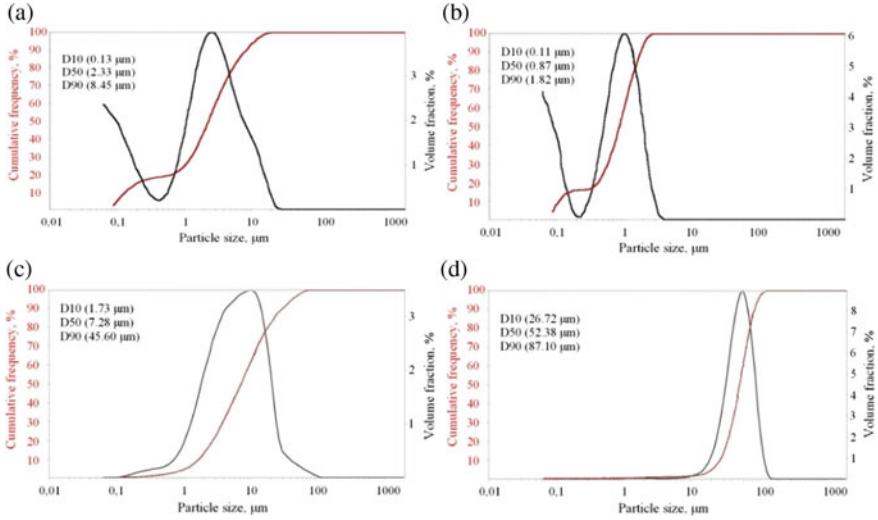 (a)
Cumulative frequency, %
100
90
80
70
60
50
40
30
20
10
D10 (0.13 µm)
D50 (2.33 µm)
D90 (8.45 µm)
3
2
1
Volume fraction, %
0,01 0,1 1 10 100 1000
Particle size, µm
(b)
Cumulative frequency, %
100
90
80
70
60
50
40
30
20
10
D10 (0.11 µm)
D50 (0.87 µm)
D90 (1.82 µm)
6
5
4
3
2
1
Volume fraction, %
0,01 0,1 1 10 100 1000
Particle size, µm
(c)
Cumulative frequency, %
100
90
80
70
60
50
40
30
20
10
D10 (1.73 µm)
D50 (7.28 µm)
D90 (45.60 µm)
3
2
1
Volume fraction, %
0,01 0,1 1 10 100 1000
Particle size, µm
(d)
Cumulative frequency, %
100
90
80
70
60
50
40
30
20
10
D10 (26.72 µm)
D50 (52.38 µm)
D90 (87.10 µm)
8
7
6
5
4
3
2
1
Volume fraction, %
0,01 0,1 1 10 100 1000
Particle size, µm